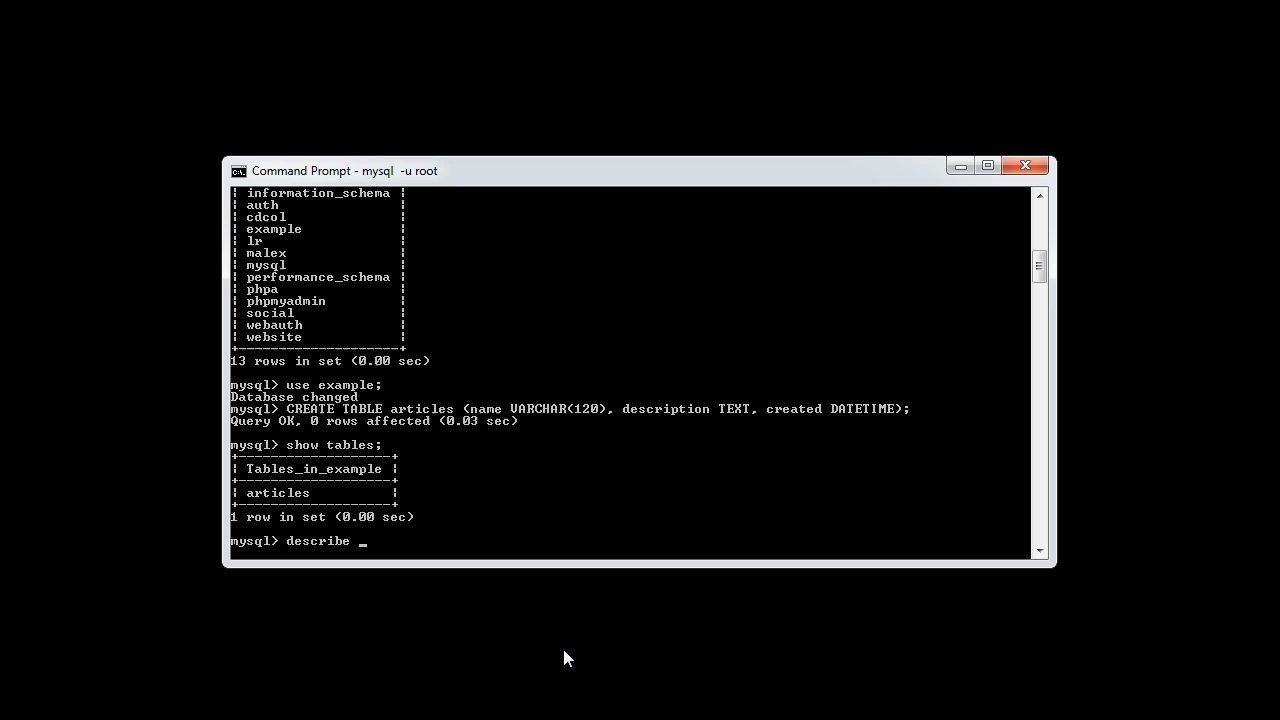 Command Prompt - mysql  -u root
| information_schema |
| auth               |
| cdcol              |
| example            |
| lr                 |
| malex              |
| mysql              |
| performance_schema |
| phpa               |
| phpmyadmin         |
| social             |
| webauth            |
| website            |
+--------------------+
13 rows in set (0.00 sec)
mysql> use example;
Database changed
mysql> CREATE TABLE articles (name VARCHAR(120), description TEXT, created DATETIME);
Query OK, 0 rows affected (0.03 sec)
mysql> show tables;
+-------------------+
| Tables_in_example |
+-------------------+
| articles          |
+-------------------+
1 row in set (0.00 sec)
mysql> describe _